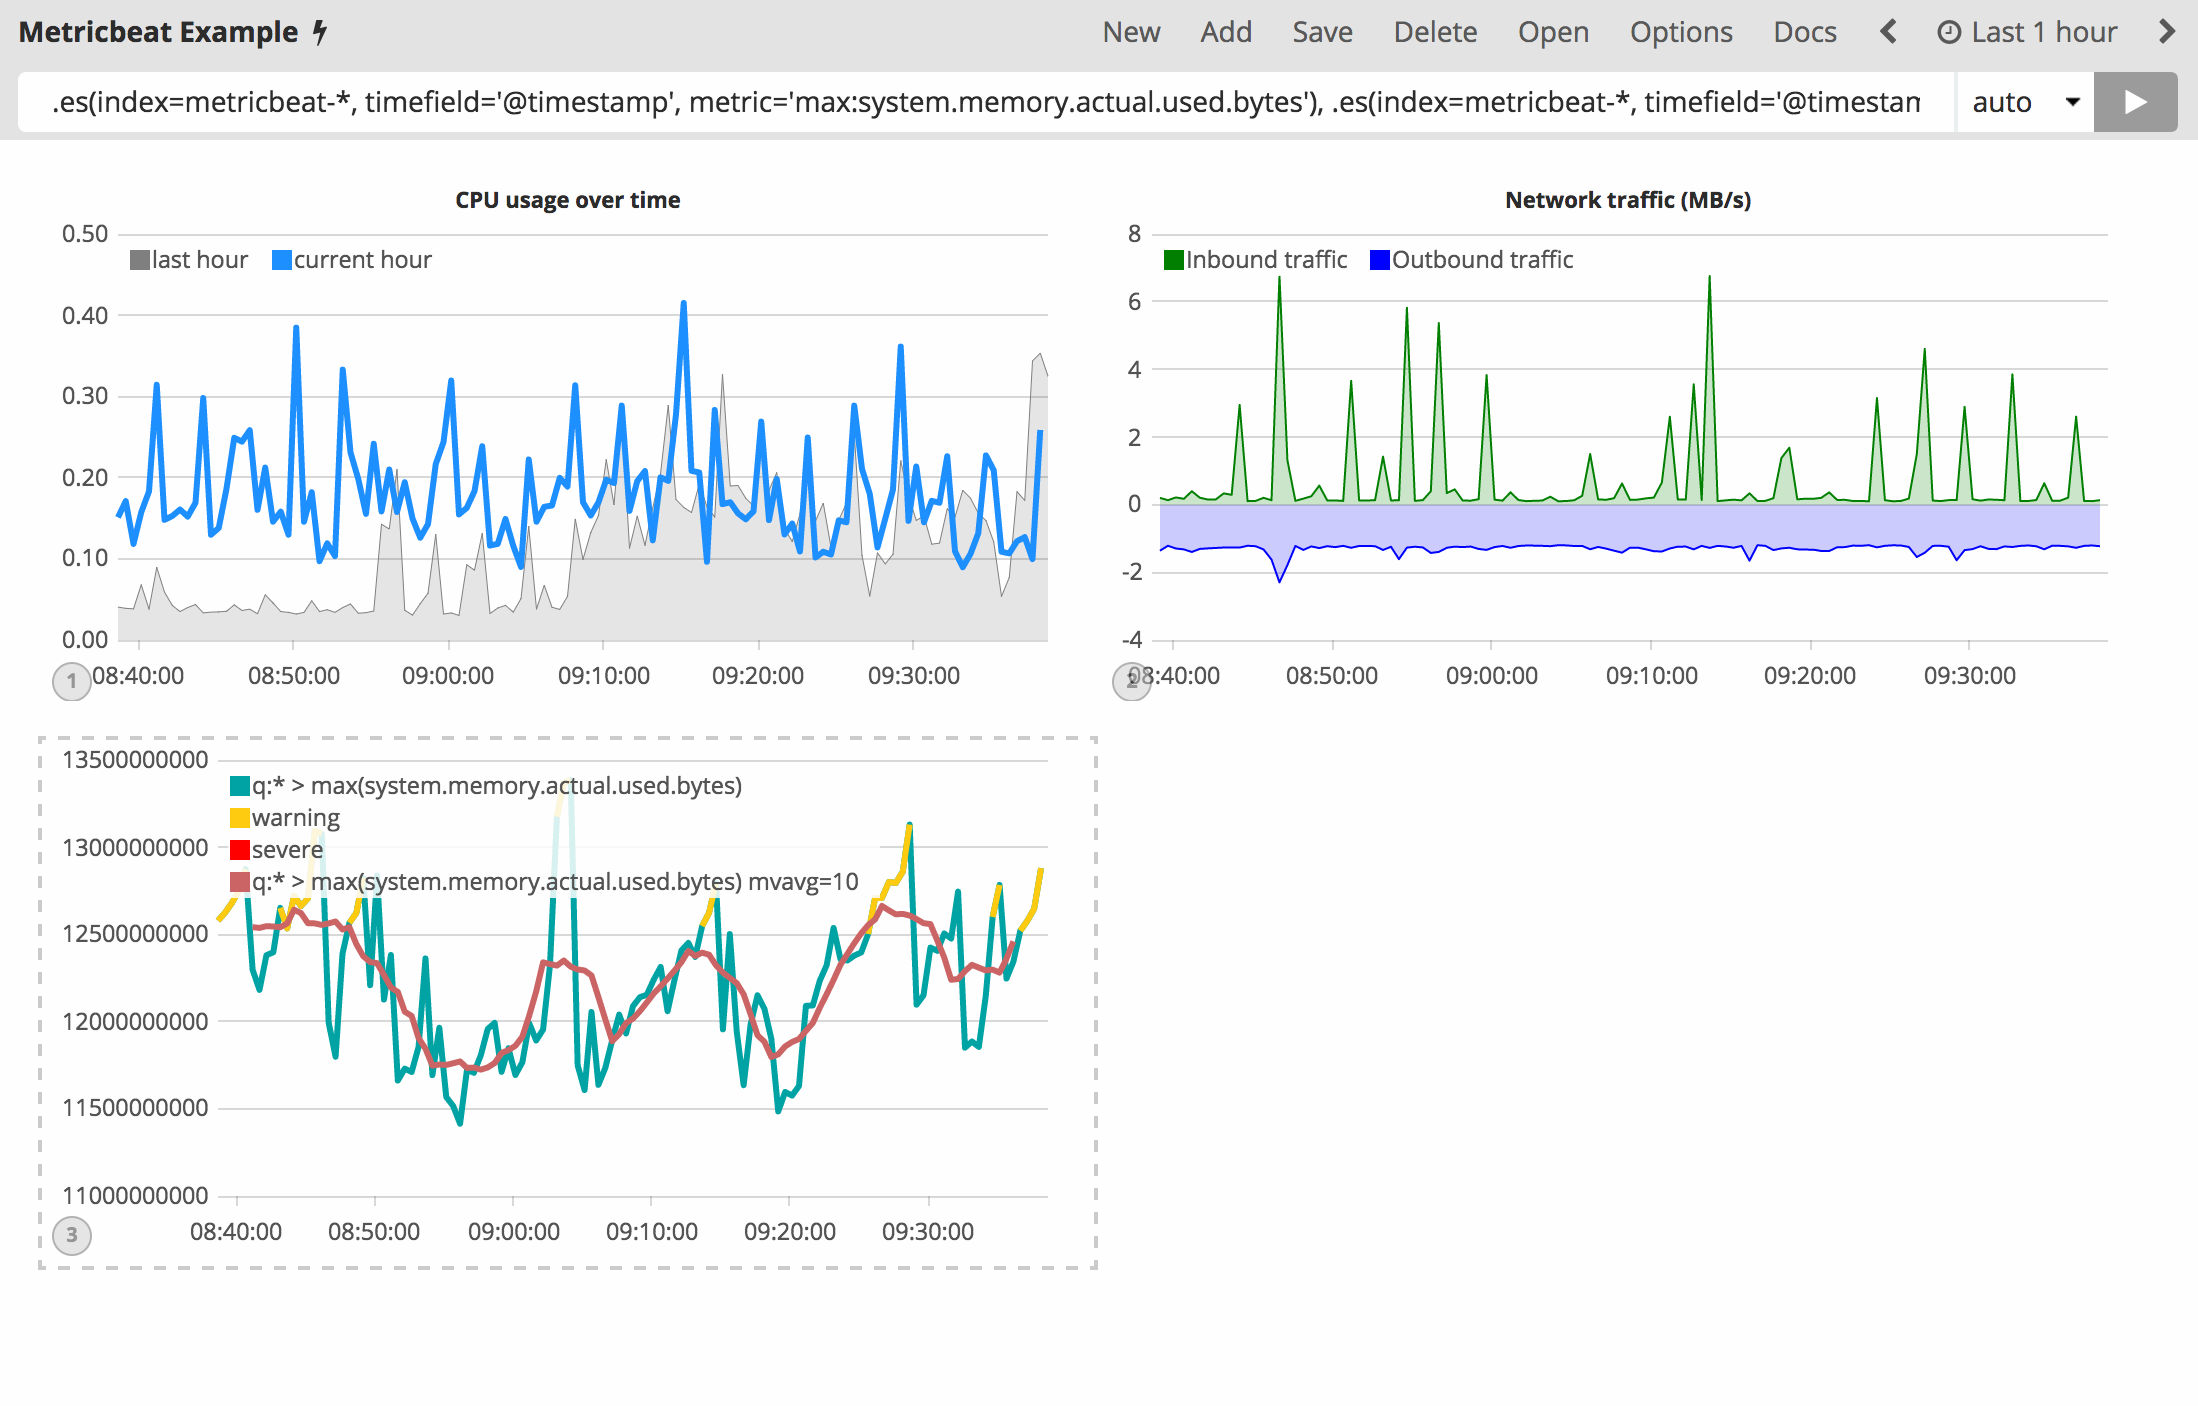 Metricbeat Example New Add Save Delete Open Options Docs Last 1 hour
.es(index=metricbeat-*, timefield='@timestamp', metric='max:system.memory.actual.used.bytes'), .es(index=metricbeat-*, timefield='@timestam auto
CPU usage over time
0.50
last hour current hour
0.40
0.30
0.20
0.10
0.00
1 08:40:00 08:50:00 09:00:00 09:10:00 09:20:00 09:30:00
Network traffic (MB/s)
8
Inbound traffic Outbound traffic
6
4
2
0
-2
-4
2 08:40:00 08:50:00 09:00:00 09:10:00 09:20:00 09:30:00
13500000000
q:* > max(system.memory.actual.used.bytes)
warning
13000000000
severe
q:* > max(system.memory.actual.used.bytes) mvavg=10
12500000000
12000000000
11500000000
11000000000
3 08:40:00 08:50:00 09:00:00 09:10:00 09:20:00 09:30:00